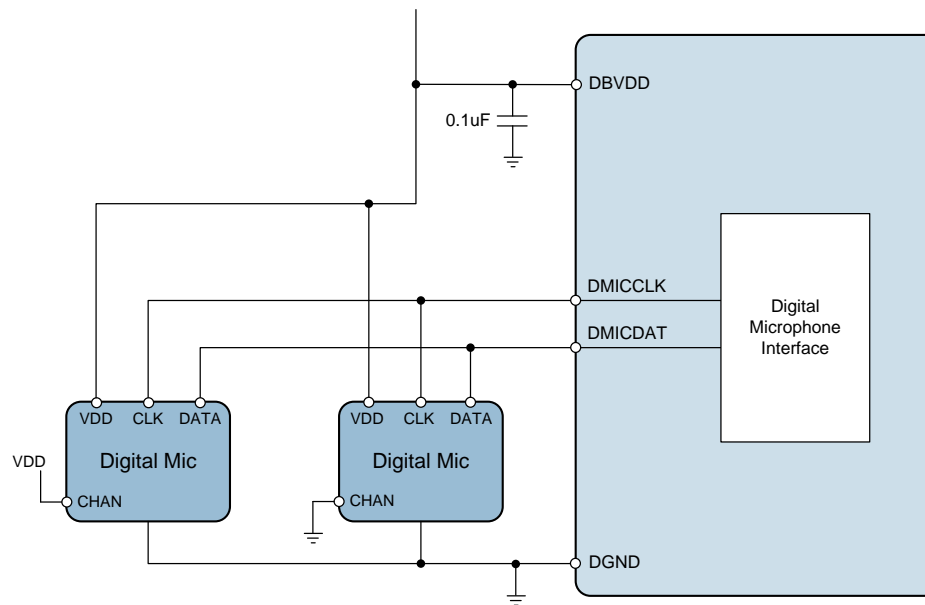 DBVDD
0.1uF
DMICCLK
Digital
Microphone
Interface
DMICDAT
VDD CLK DATA
VDD CLK DATA
Digital Mic
Digital Mic
VDD
CHAN
CHAN
DGND